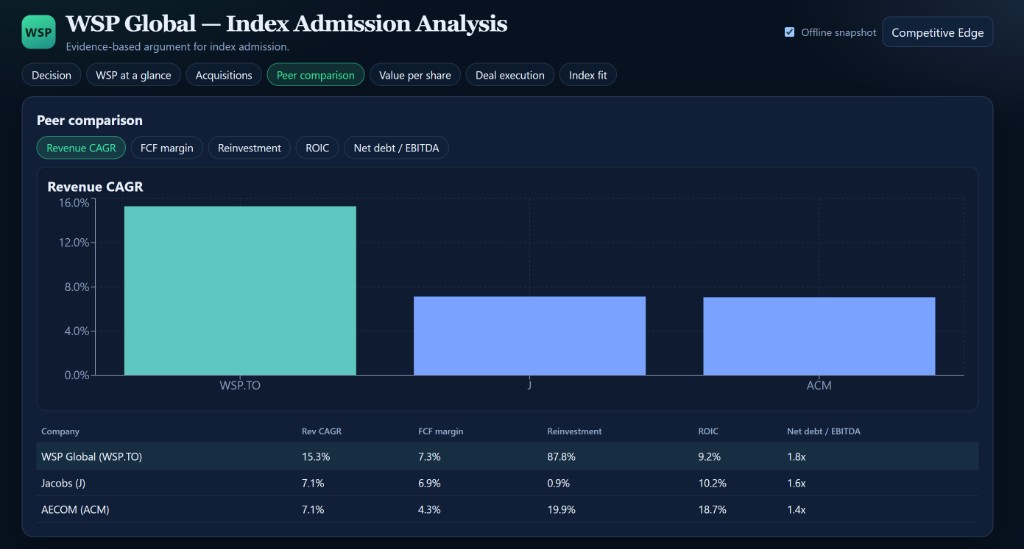 WSP
WSP Global — Index Admission Analysis
Evidence-based argument for index admission.
Offline snapshot
Competitive Edge
Decision WSP at a glance Acquisitions Peer comparison Value per share Deal execution Index fit
Peer comparison
Revenue CAGR FCF margin Reinvestment ROIC Net debt / EBITDA
Revenue CAGR
16.0%
12.0%
8.0%
4.0%
0.0%
WSP.TO J ACM
Company Rev CAGR FCF margin Reinvestment ROIC Net debt / EBITDA
WSP Global (WSP.TO) 15.3% 7.3% 87.8% 9.2% 1.8x
Jacobs (J) 7.1% 6.9% 0.9% 10.2% 1.6x
AECOM (ACM) 7.1% 4.3% 19.9% 18.7% 1.4x